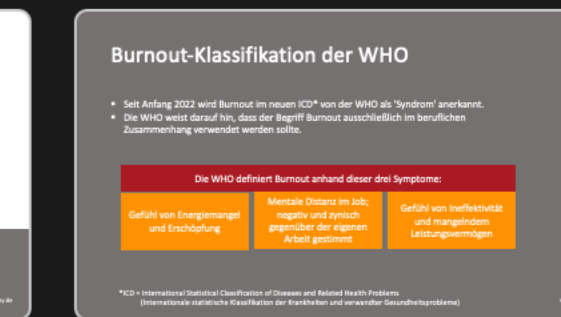 Burnout-Klassifikation der WHO
Seit Anfang 2022 wird Burnout im neuen ICD* von der WHO als 'Syndrom' anerkannt.
Die WHO weist darauf hin, dass der Begriff Burnout ausschließlich im beruflichen
Zusammenhang verwendet werden sollte.
Die WHO definiert Burnout anhand dieser drei Symptome:
Gefühl von Energiemangel
und Erschöpfung
Mentale Distanz im Job;
negativ und zynisch
gegenüber der eigenen
Arbeit gestimmt
Gefühl von Ineffektivität
und mangelndem
Leistungsvermögen
*ICD = International Statistical Classification of Diseases and Related Health Problems
(Internationale statistische Klassifikation der Krankheiten und verwandter Gesundheitsprobleme)